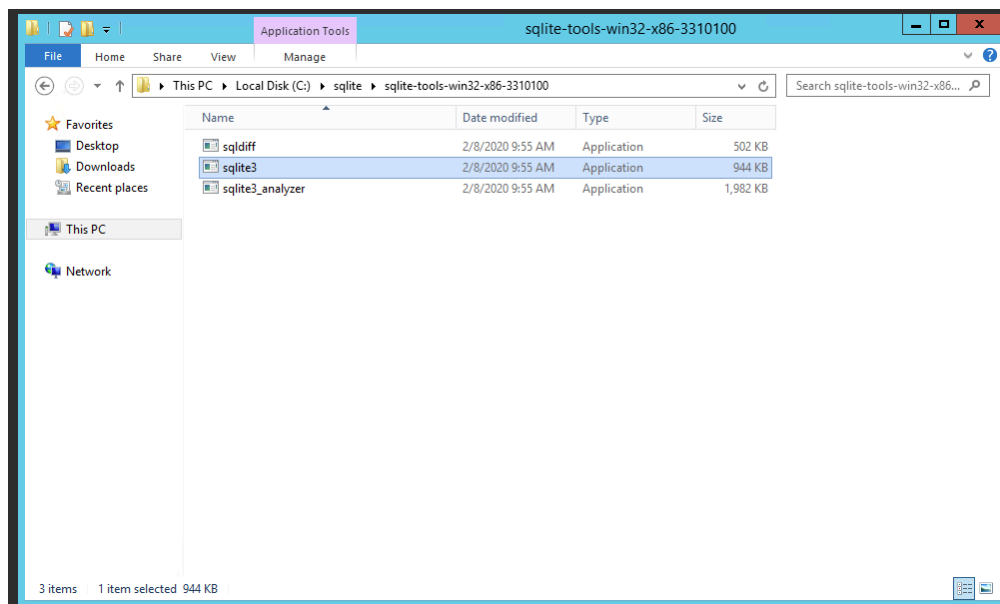 Application Tools sqlite-tools-win32-x86-3310100
File Home Share View Manage
This PC Local Disk (C:) sqlite sqlite-tools-win32-x86-3310100 Search sqlite-tools-win32-x86...
Favorites
Desktop
Downloads
Recent places
This PC
Network
Name Date modified Type Size
sqldiff 2/8/2020 9:55 AM Application 502 KB
sqlite3 2/8/2020 9:55 AM Application 944 KB
sqlite3_analyzer 2/8/2020 9:55 AM Application 1,982 KB
3 items 1 item selected 944 KB